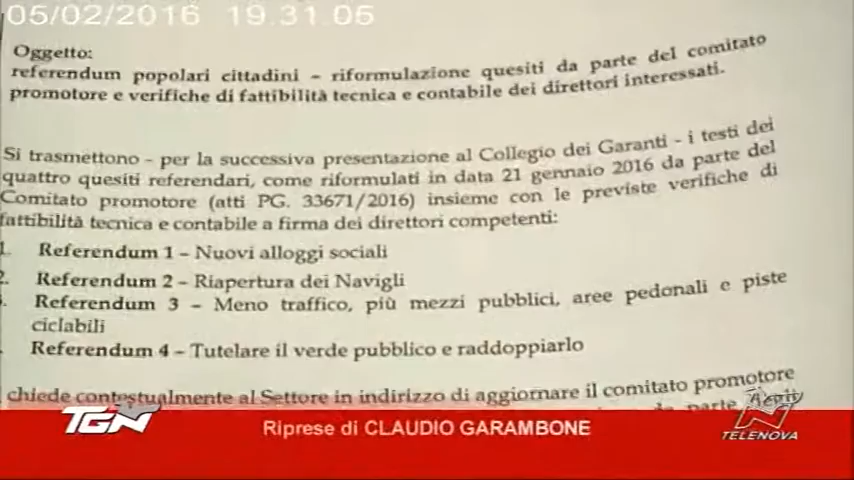 05/02/2016 19.31.05
Oggetto:
referendum popolari cittadini – riformulazione quesiti da parte del comitato
promotore e verifiche di fattibilità tecnica e contabile dei direttori interessati.
Si trasmettono - per la successiva presentazione al Collegio dei Garanti - i testi dei
quattro quesiti referendari, come riformulati in data 21 gennaio 2016 da parte del
Comitato promotore (atti PG. 33671/2016) insieme con le previste verifiche di
fattibilità tecnica e contabile a firma dei direttori competenti:
1. Referendum 1 – Nuovi alloggi sociali
2. Referendum 2 – Riapertura dei Navigli
Referendum 3 – Meno traffico, più mezzi pubblici, aree pedonali e piste
ciclabili
Referendum 4 – Tutelare il verde pubblico e raddoppiarlo
chiede contestualmente al Settore in indirizzo di aggiornare il comitato promotore
da parte
TGN
Riprese di CLAUDIO GARAMBONE
TELENOVA